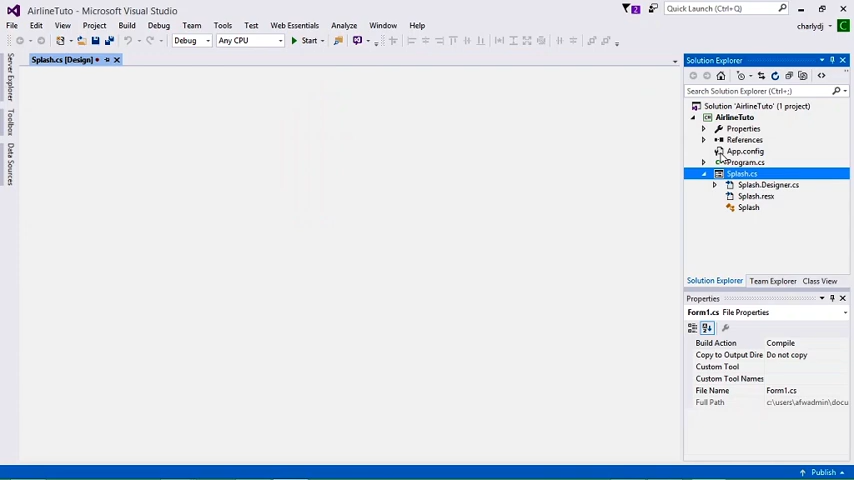 AirlineTuto - Microsoft Visual Studio
2
Quick Launch (Ctrl+Q)
File Edit View Project Build Debug Team Tools Test Web Essentials Analyze Window Help
charlydj C
Debug Any CPU Start
Splash.cs [Design]
Server Explorer
Toolbox
Data Sources
Solution Explorer
Search Solution Explorer (Ctrl+;)
Solution 'AirlineTuto' (1 project)
AirlineTuto
Properties
References
App.config
Program.cs
Splash.cs
Splash.Designer.cs
Splash.resx
Splash
Solution Explorer Team Explorer Class View
Properties
Form1.cs File Properties
Build Action Compile
Copy to Output Dire Do not copy
Custom Tool
Custom Tool Names
File Name Form1.cs
Full Path c:\users\afwadmin\docu
Publish